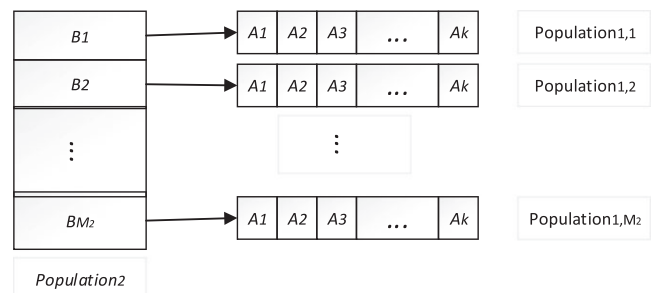 B1 A1 A2 A3 ... Ak Population1,1
B2 A1 A2 A3 ... Ak Population1,2
⋮ ⋮
BM2 A1 A2 A3 ... Ak Population1,M2
Population2